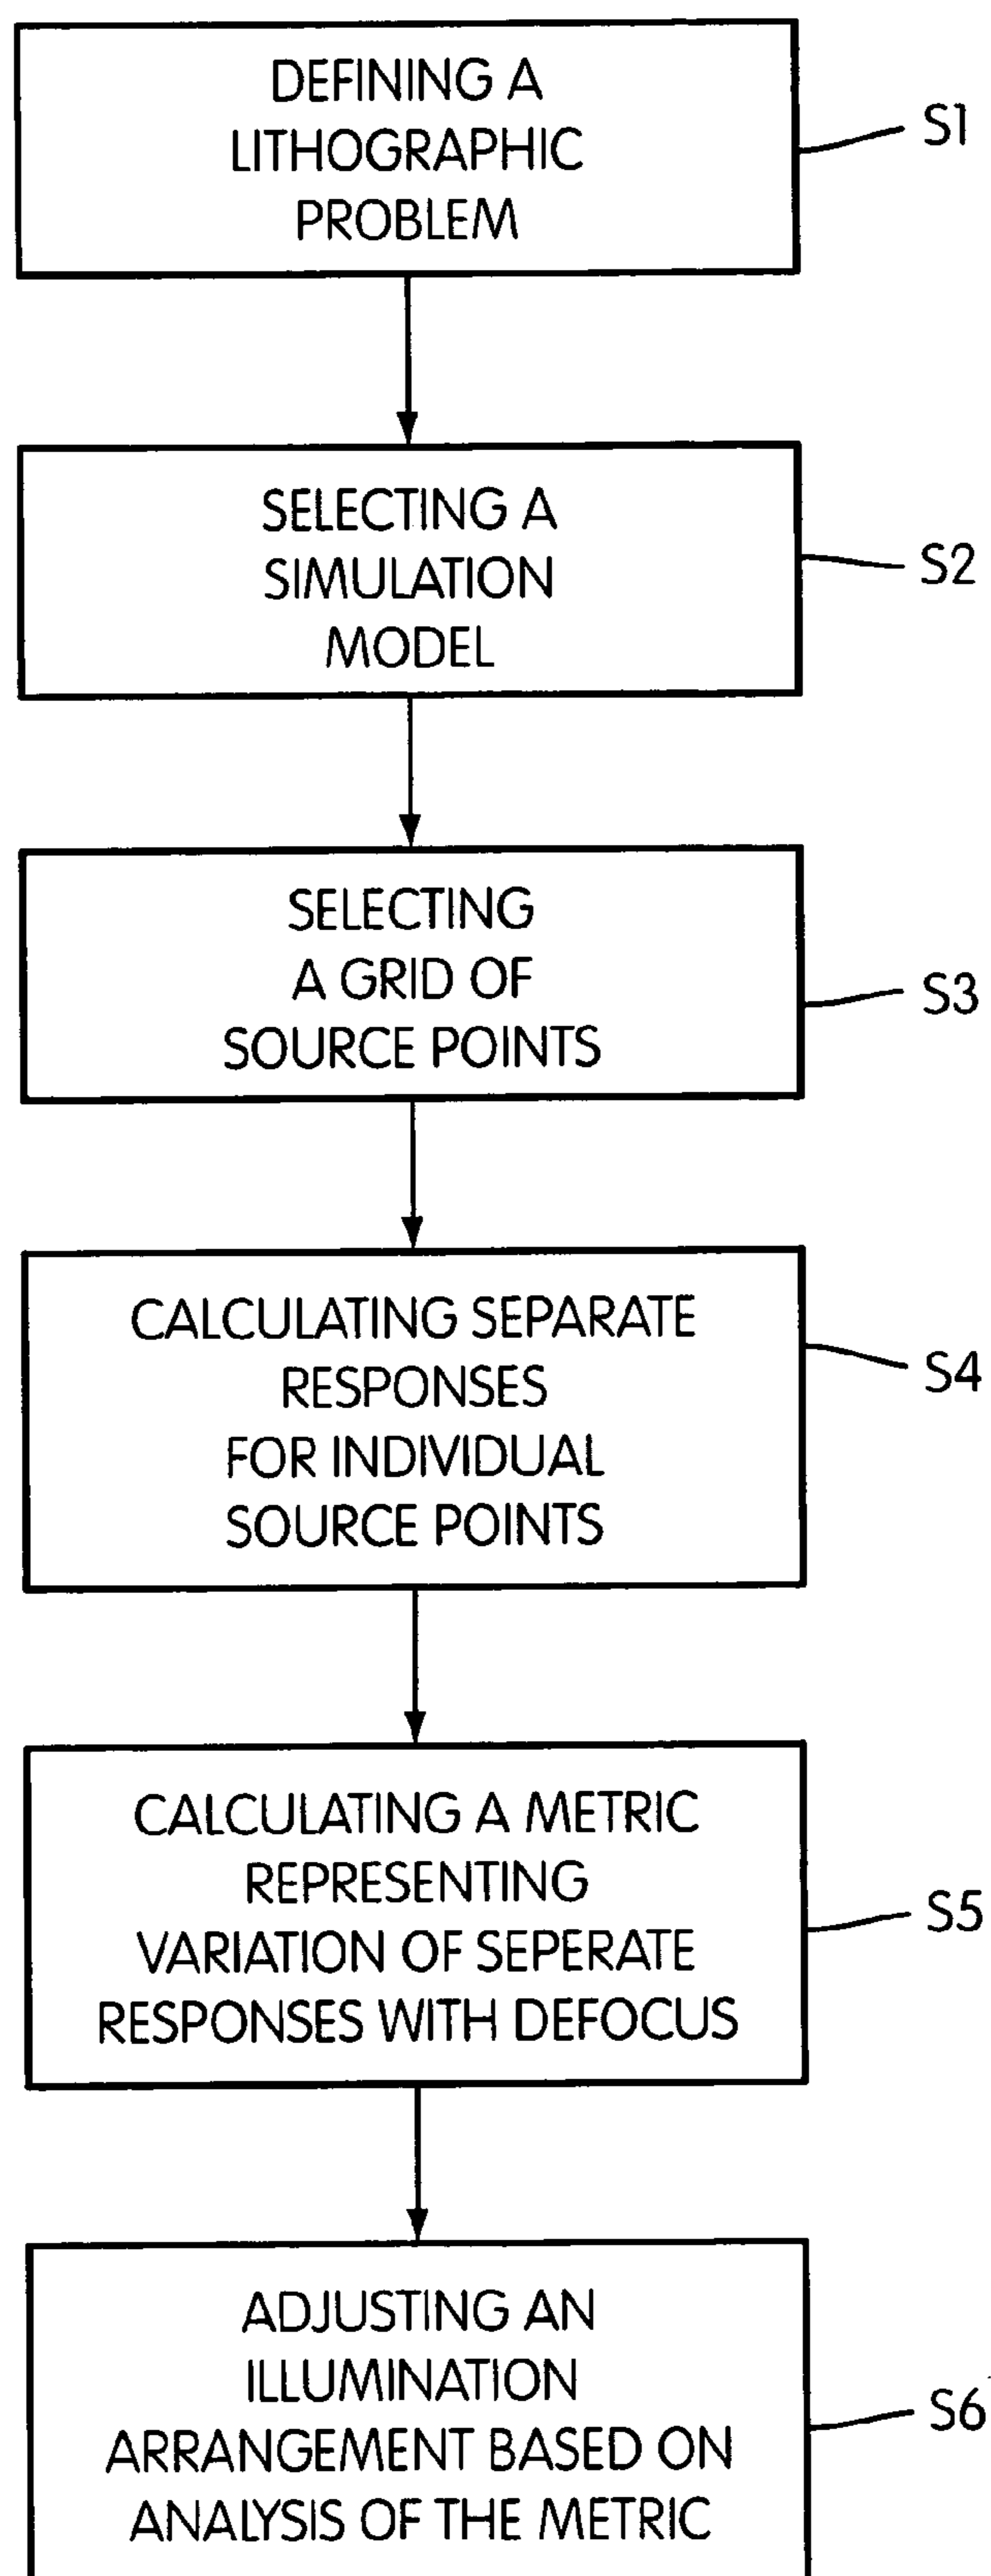 DEFINING A
LITHOGRAPHIC
PROBLEM
S1
SELECTING A
SIMULATION
MODEL
S2
SELECTING
A GRID OF
SOURCE POINTS
S3
CALCULATING SEPARATE
RESPONSES
FOR INDIVIDUAL
SOURCE POINTS
S4
CALCULATING A METRIC
REPRESENTING
VARIATION OF SEPERATE
RESPONSES WITH DEFOCUS
S5
ADJUSTING AN
ILLUMINATION
ARRANGEMENT BASED ON
ANALYSIS OF THE METRIC
S6